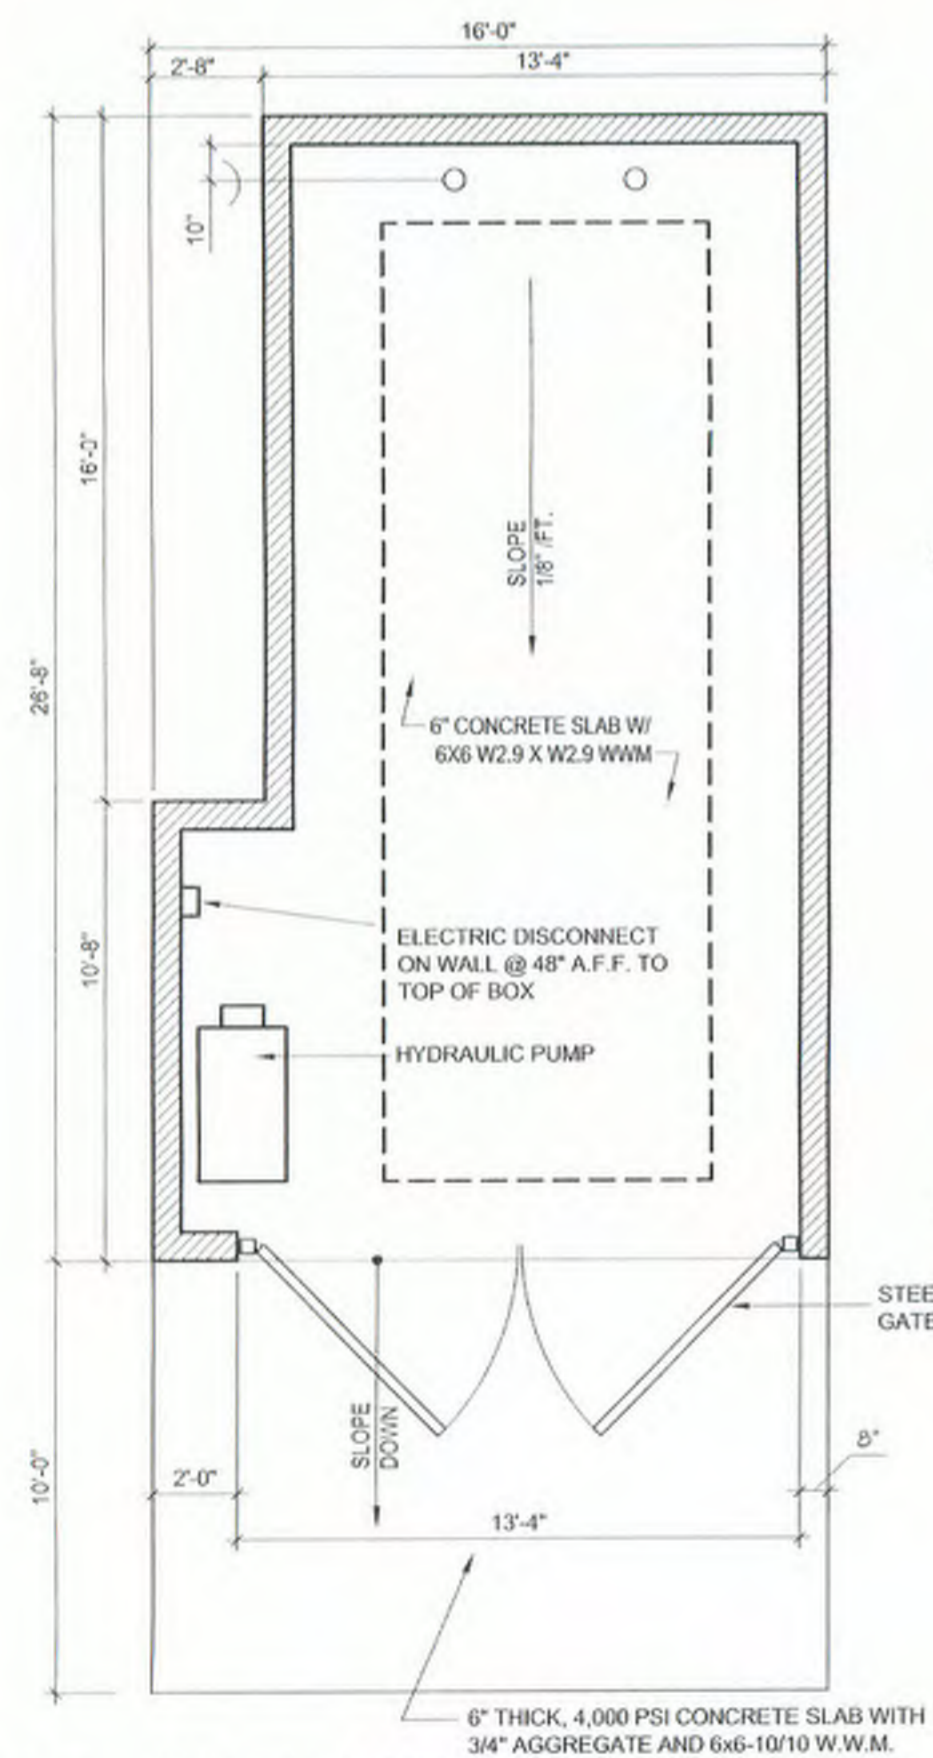 16'-0"
2'-8"
13'-4"
10"
16'-0"
26'-8"
SLOPE
1/8" /FT.
6" CONCRETE SLAB W/
6X6 W2.9 X W2.9 WWM
10'-8"
ELECTRIC DISCONNECT
ON WALL @ 48" A.F.F. TO
TOP OF BOX
HYDRAULIC PUMP
STEE
GATE
SLOPE
DOWN
8"
10'-0"
2'-0"
13'-4"
6" THICK, 4,000 PSI CONCRETE SLAB WITH
3/4" AGGREGATE AND 6x6-10/10 W.W.M.